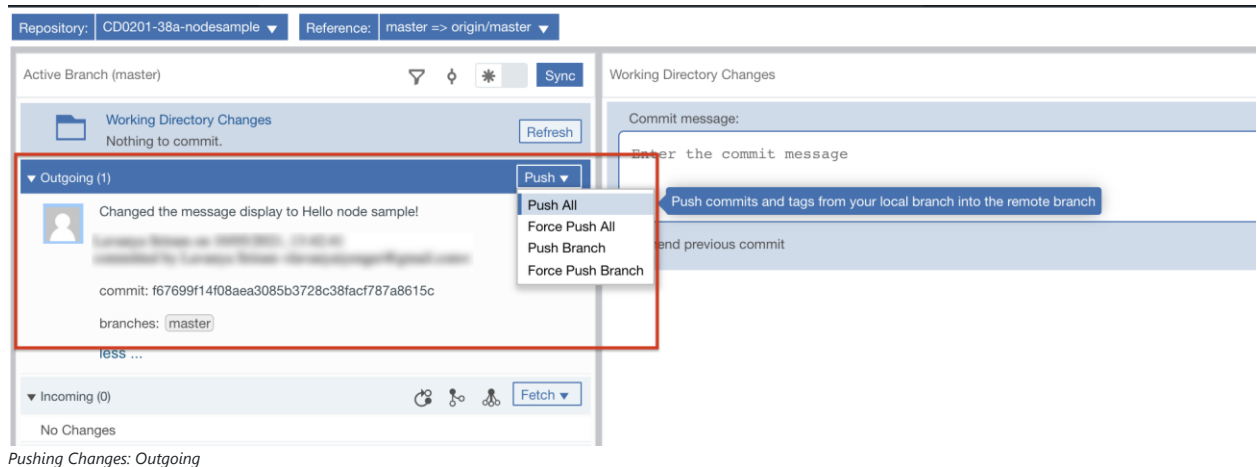 Repository: CD0201-38a-nodesample Reference: master => origin/master
Active Branch (master) Sync
Working Directory Changes
Nothing to commit.
Refresh
Outgoing (1) Push
Changed the message display to Hello node sample!
commit: f67699f14f08aea3085b3728c38facf787a8615c
branches: master
less ...
Push All
Force Push All
Push Branch
Force Push Branch
Push commits and tags from your local branch into the remote branch
Incoming (0) Fetch
No Changes
Working Directory Changes
Commit message:
Enter the commit message
end previous commit
Pushing Changes: Outgoing